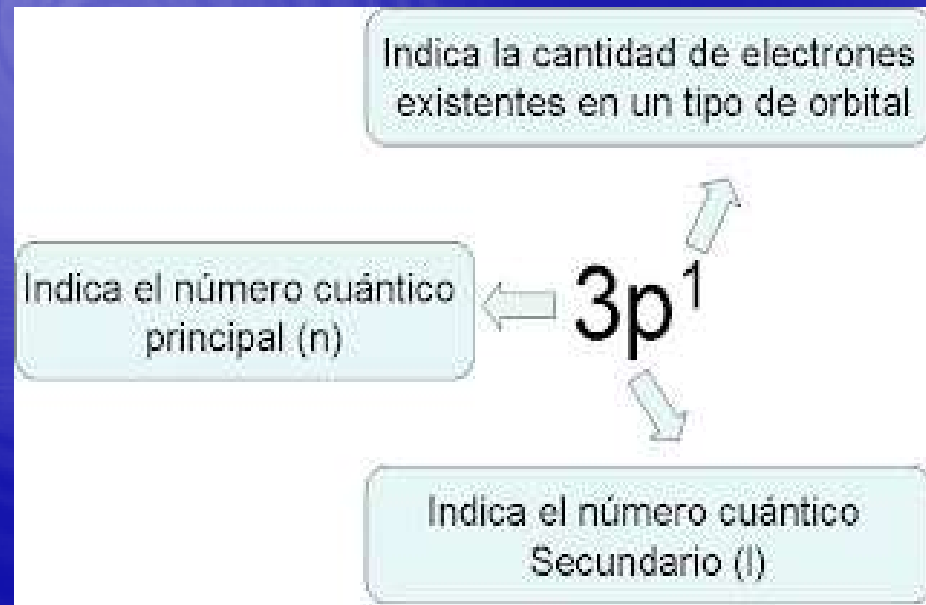 Indica la cantidad de electrones
existentes en un tipo de orbital
Indica el número cuántico
principal (n)
3p¹
Indica el número cuántico
Secundario (l)